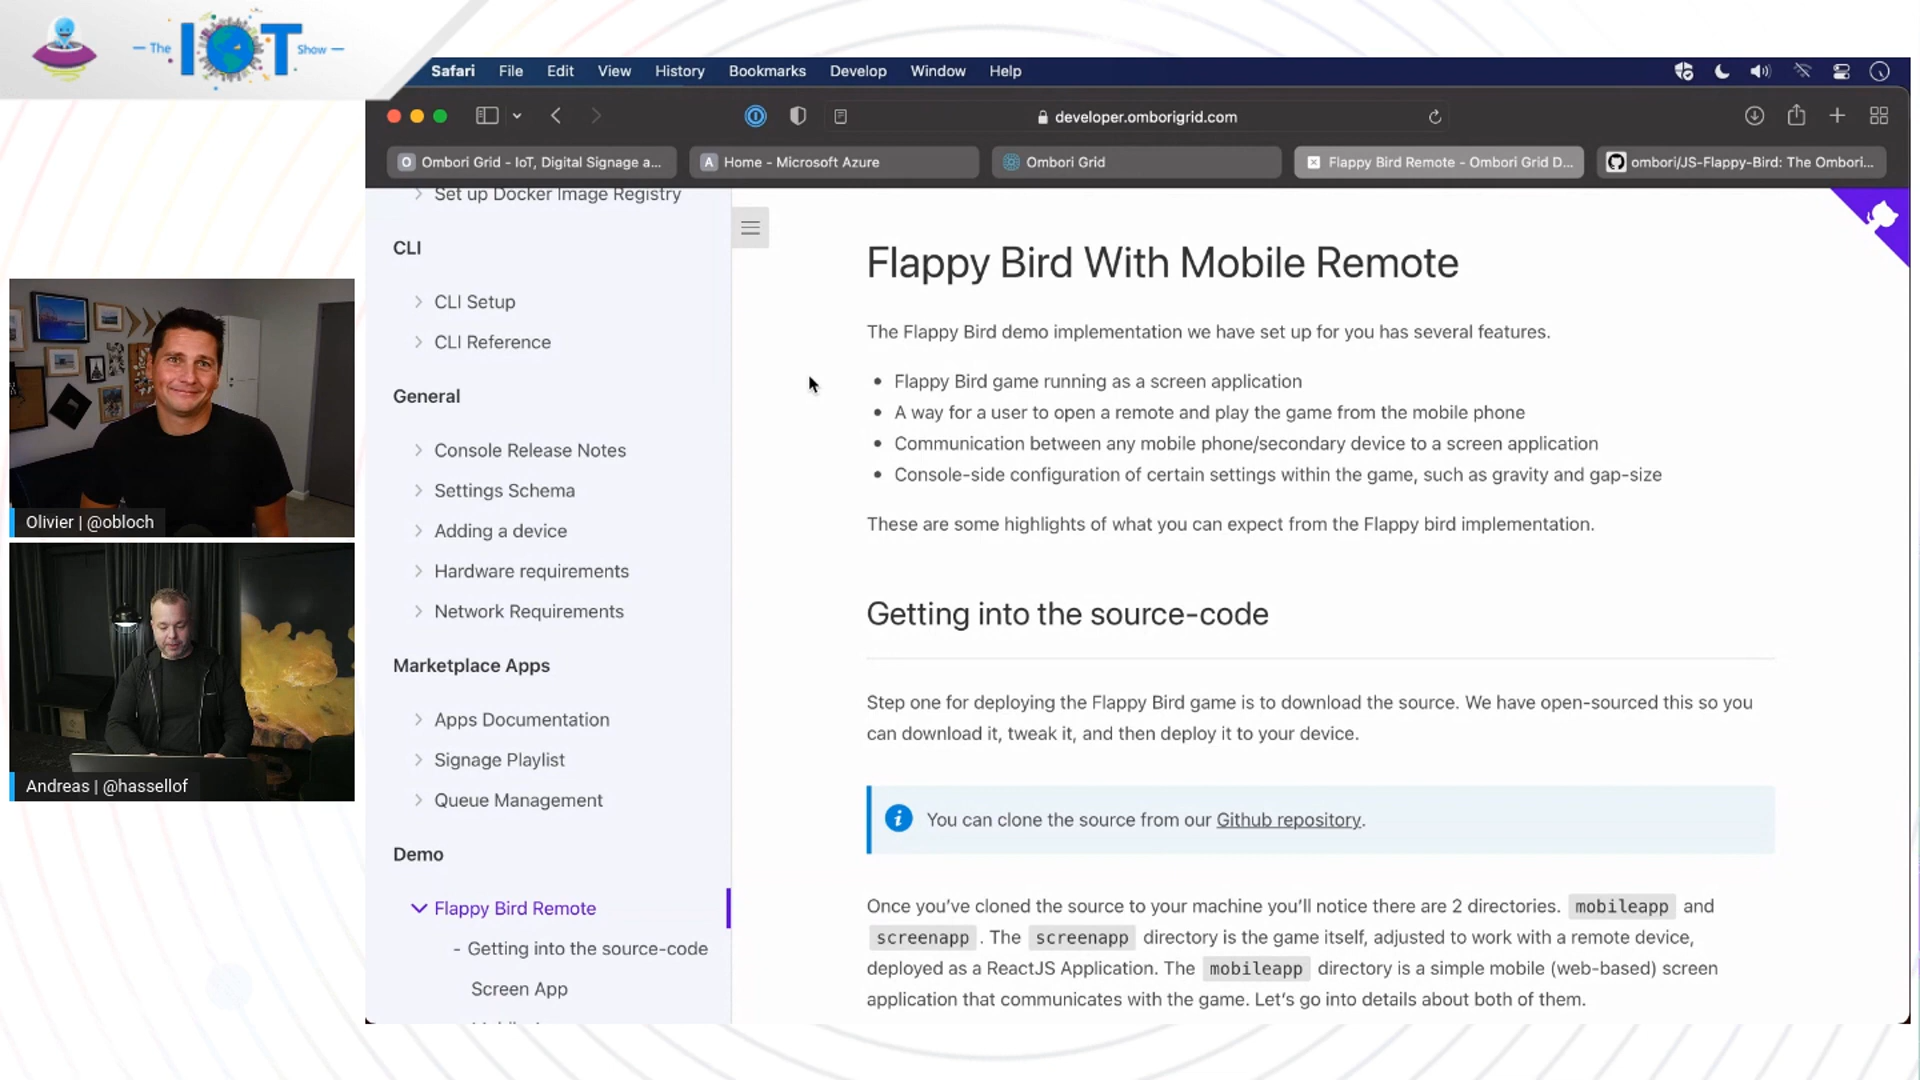 The
IOT
Show
Safari File Edit View History Bookmarks Develop Window Help
developer.omborigrid.com
Ombori Grid - IoT, Digital Signage a...
Home - Microsoft Azure
Ombori Grid
Flappy Bird Remote - Ombori Grid D...
ombori/JS-Flappy-Bird: The Ombori...
Set up Docker Image Registry
CLI
CLI Setup
CLI Reference
General
Console Release Notes
Settings Schema
Adding a device
Hardware requirements
Network Requirements
Marketplace Apps
Apps Documentation
Signage Playlist
Queue Management
Demo
Flappy Bird Remote
- Getting into the source-code
Screen App
Flappy Bird With Mobile Remote
The Flappy Bird demo implementation we have set up for you has several features.
• Flappy Bird game running as a screen application
• A way for a user to open a remote and play the game from the mobile phone
• Communication between any mobile phone/secondary device to a screen application
• Console-side configuration of certain settings within the game, such as gravity and gap-size
These are some highlights of what you can expect from the Flappy bird implementation.
Getting into the source-code
Step one for deploying the Flappy Bird game is to download the source. We have open-sourced this so you
can download it, tweak it, and then deploy it to your device.
You can clone the source from our Github repository.
Once you've cloned the source to your machine you'll notice there are 2 directories. mobileapp and
screenapp . The screenapp directory is the game itself, adjusted to work with a remote device,
deployed as a ReactJS Application. The mobileapp directory is a simple mobile (web-based) screen
application that communicates with the game. Let's go into details about both of them.
Olivier | @obloch
Andreas | @hassellof